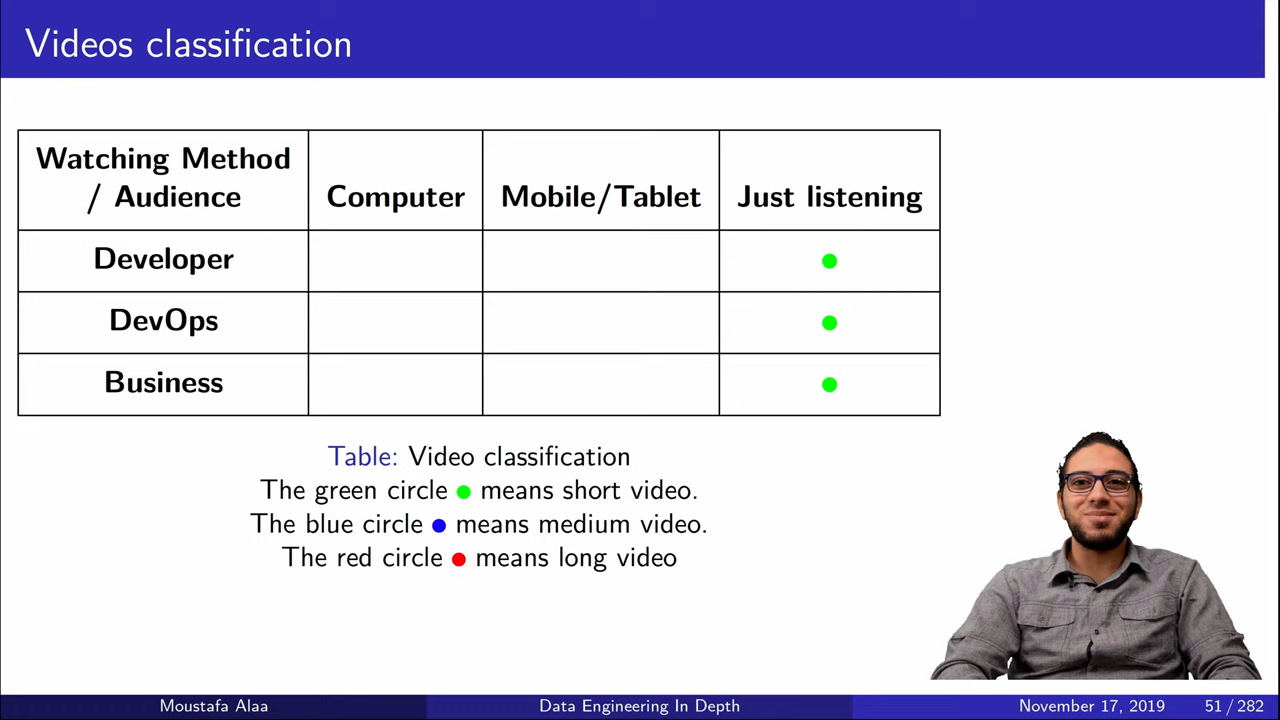 Videos classification
Watching Method
/ Audience
Computer
Mobile/Tablet
Just listening
Developer
DevOps
Business
Table: Video classification
The green circle ● means short video.
The blue circle ● means medium video.
The red circle ● means long video
Moustafa Alaa
Data Engineering In Depth
November 17, 2019
51 / 282